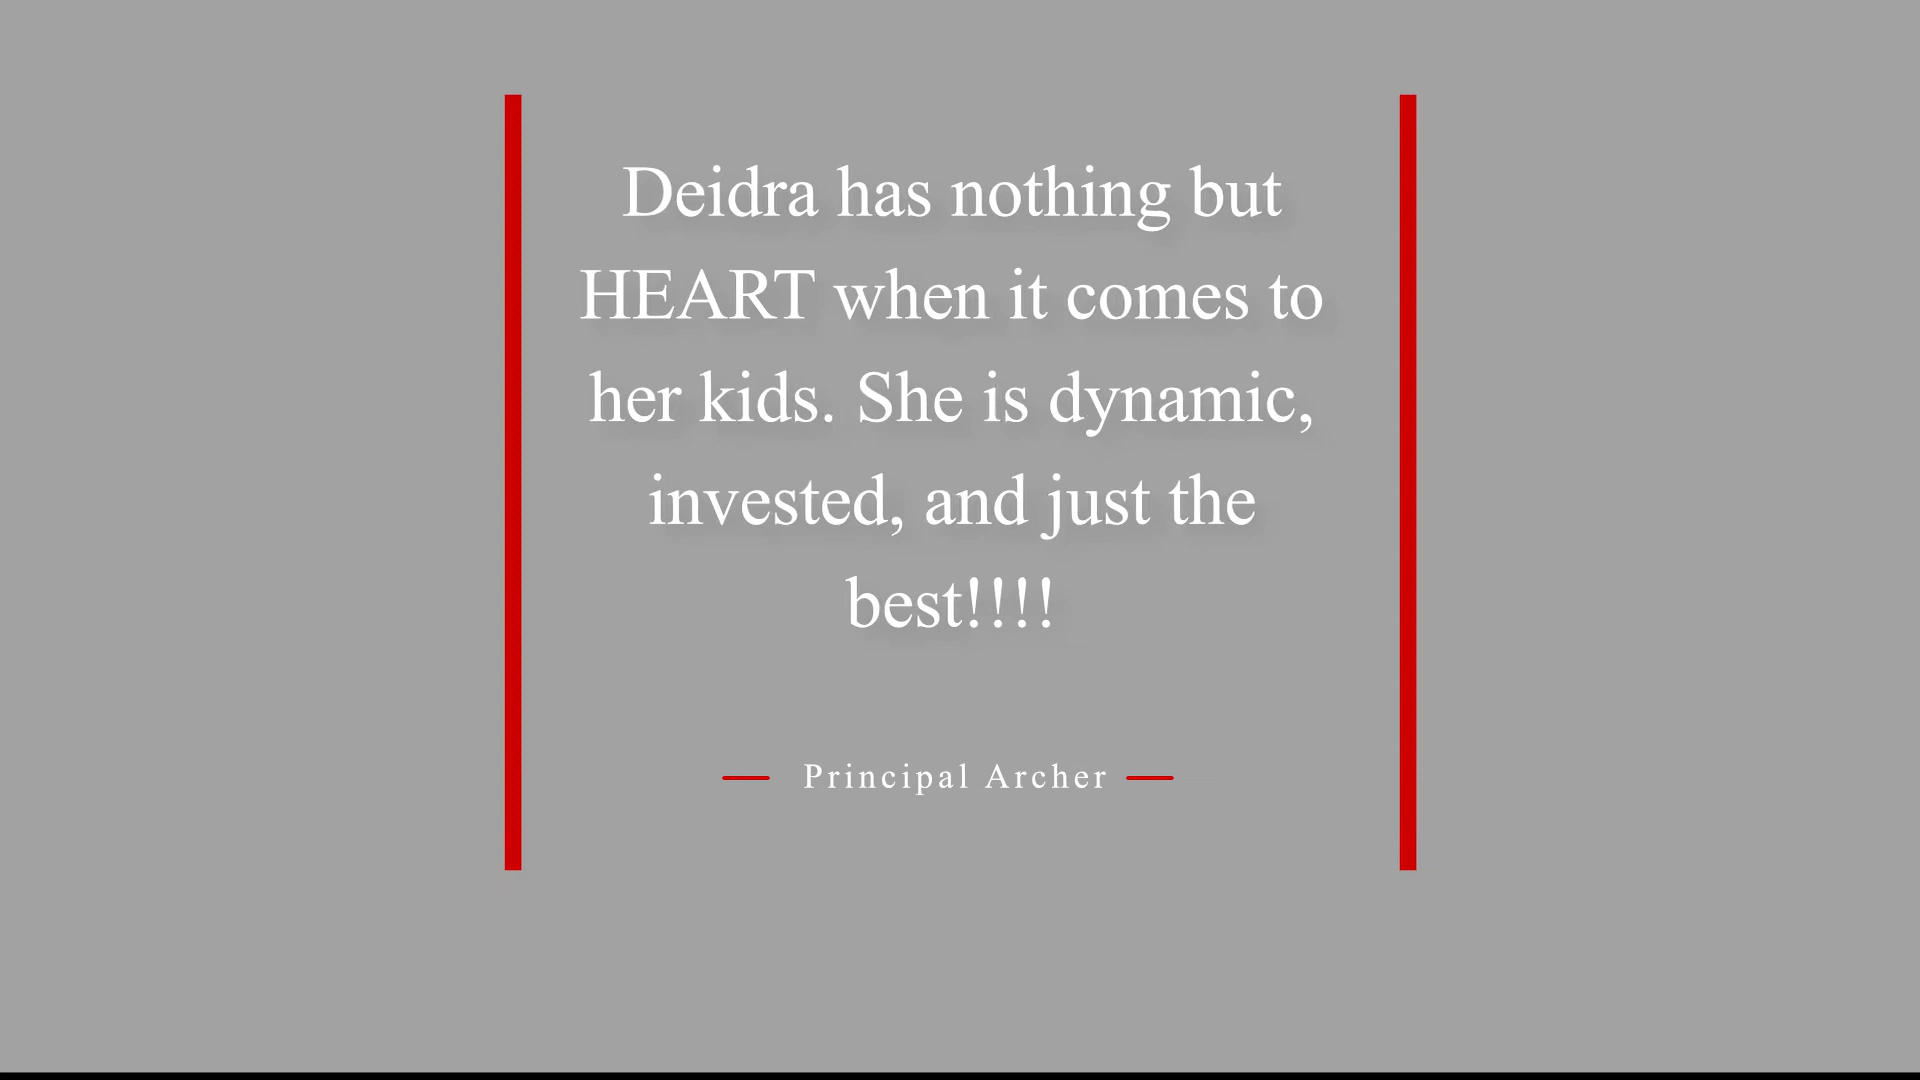 Deidra has nothing but
HEART when it comes to
her kids. She is dynamic,
invested, and just the
best!!!!
Principal Archer